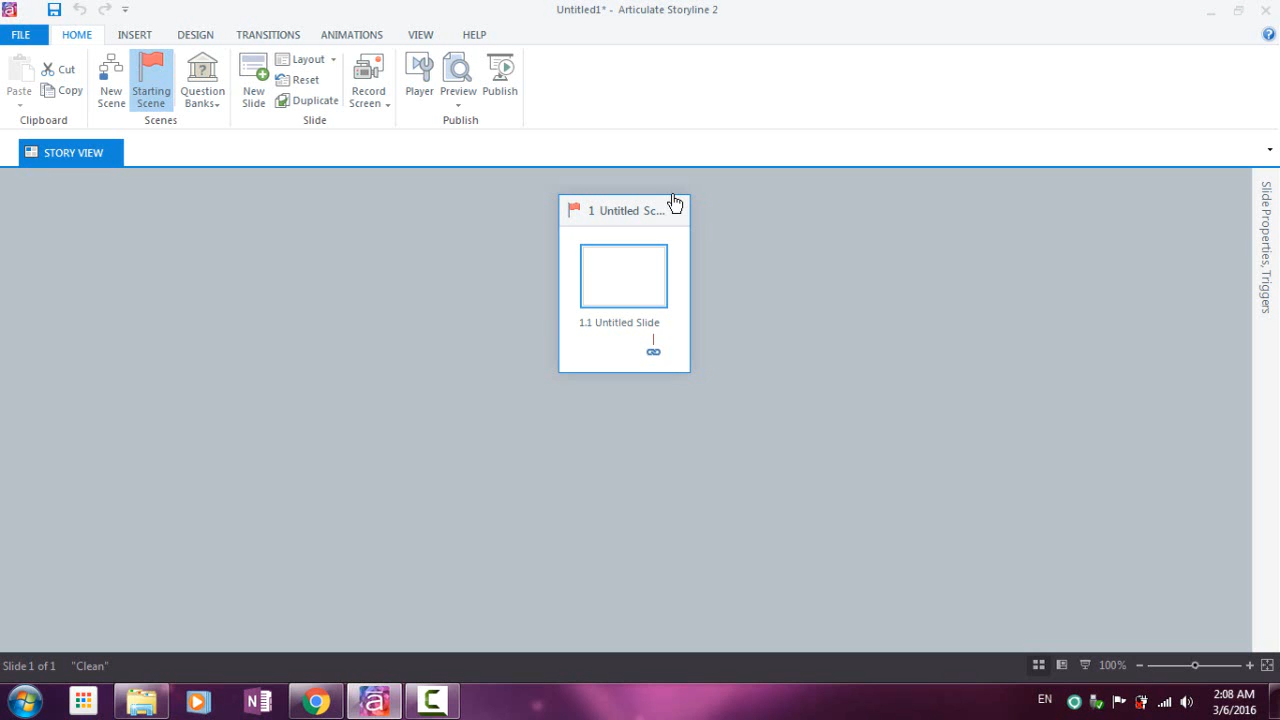 Untitled1* - Articulate Storyline 2
FILE
HOME
INSERT
DESIGN
TRANSITIONS
ANIMATIONS
VIEW
HELP
Paste
Cut
Copy
Clipboard
New Scene
Starting Scene
Question Banks
Scenes
New Slide
Layout
Reset
Duplicate
Record Screen
Slide
Player
Preview
Publish
Publish
STORY VIEW
Slide Properties, Triggers
1 Untitled Sc...
1.1 Untitled Slide
Slide 1 of 1
"Clean"
100%
EN
2:08 AM
3/6/2016